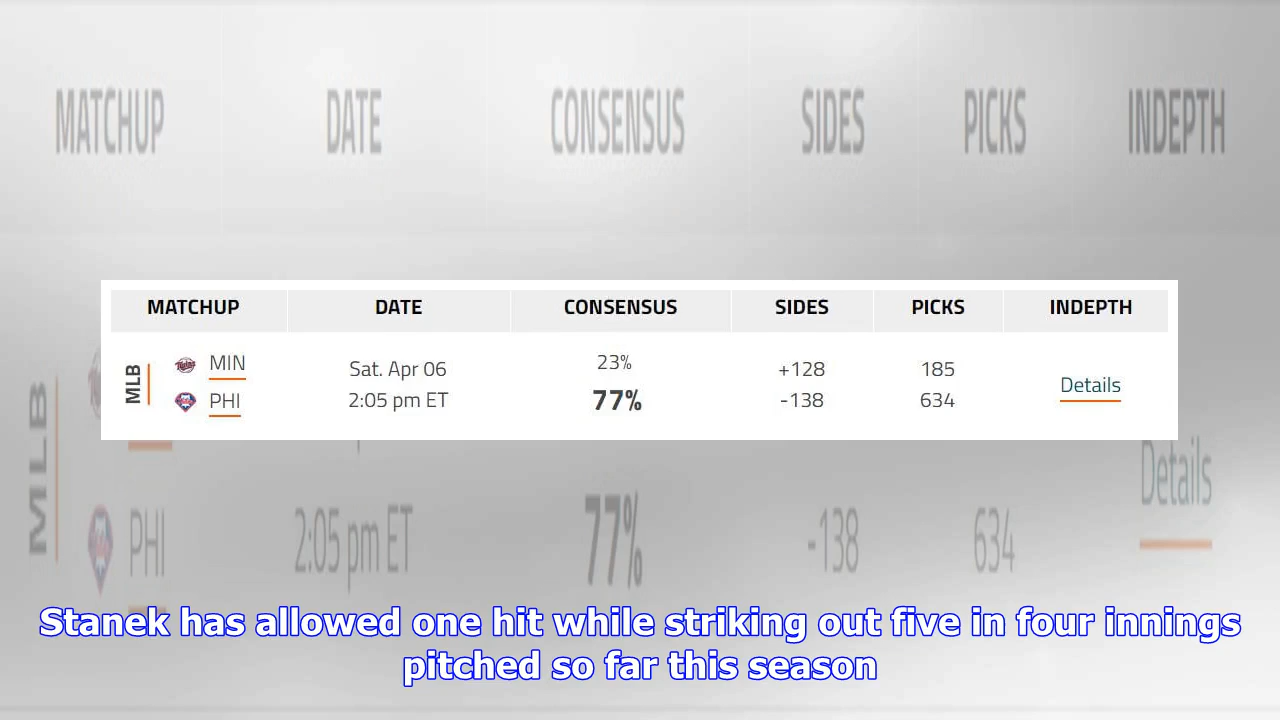 MATCHUP DATE CONSENSUS SIDES PICKS INDEPTH
MATCHUP DATE CONSENSUS SIDES PICKS INDEPTH
MLB
MIN Sat. Apr 06 23% +128 185
PHI 2:05 pm ET 77% -138 634
Details
MLB
Details
PHI 2:05 pm ET 77% -138 634
Stanek has allowed one hit while striking out five in four innings
pitched so far this season